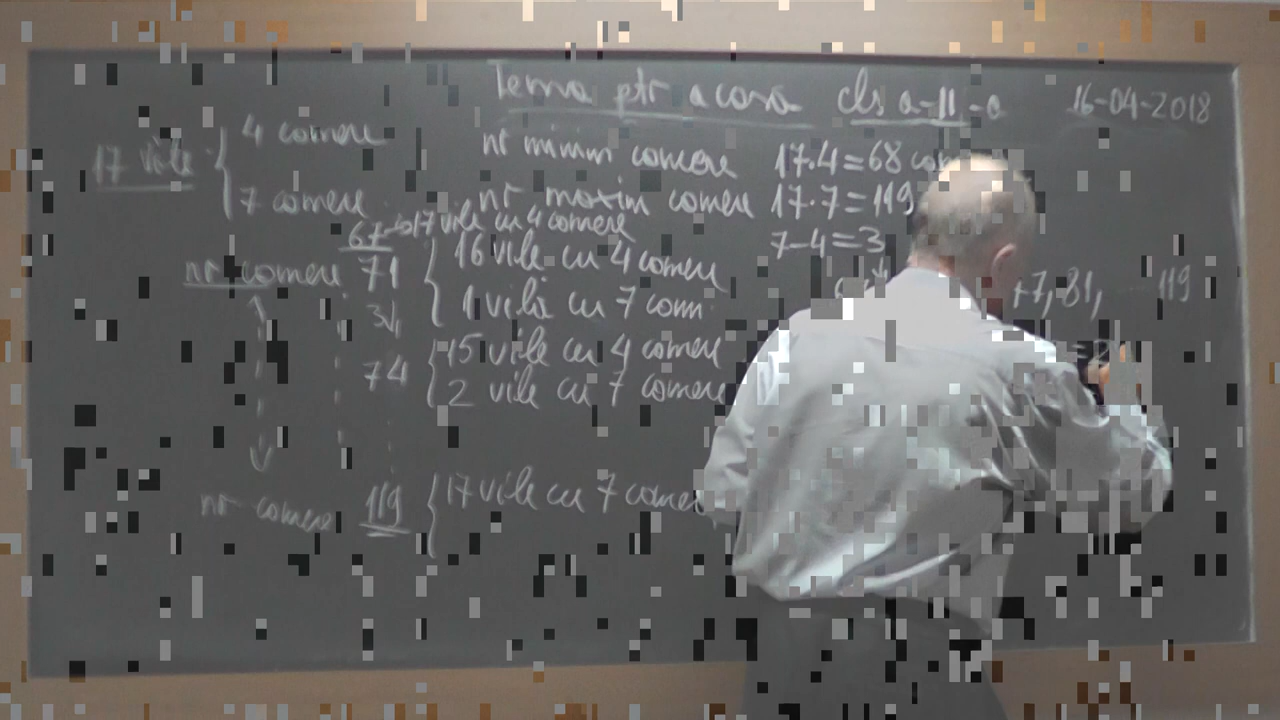 Tema ptr acasă cls a-II-a 16-04-2018
17 vile { 4 camere
7 camere
nr minim camere 17·4=68 cam
nr maxim camere 17·7=119
7-4=3
67 → 17 vile cu 4 camere
nr camere 71 { 16 vile cu 4 camere
1 vilă cu 7 cam
3↓
74 { 15 vile cu 4 camere
2 vile cu 7 camere
77, 81, 119
nr camere 119 { 17 vile cu 7 camere